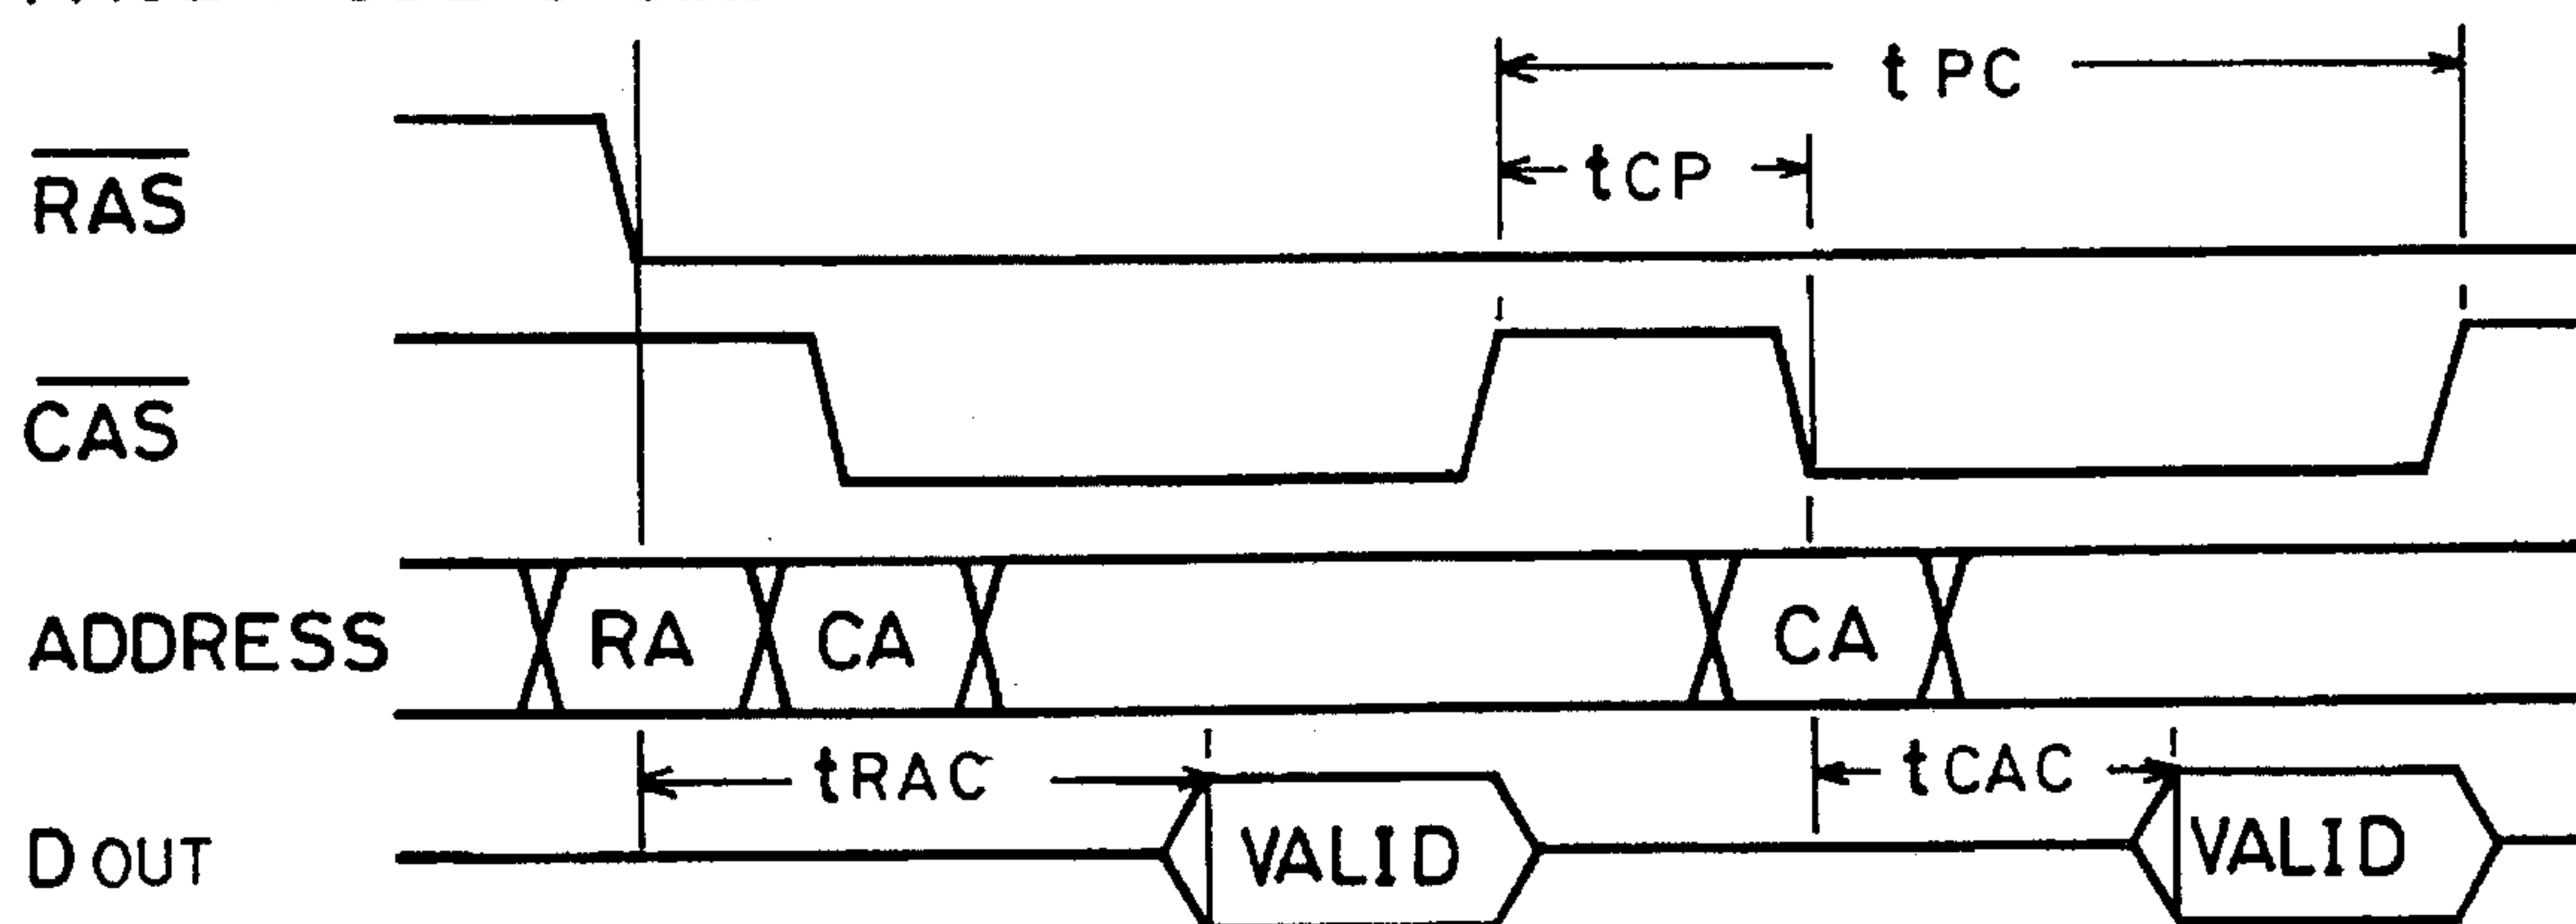 t PC
tCP
RAS
CAS
ADDRESS RA CA CA
tRAC tCAC
D OUT VALID VALID